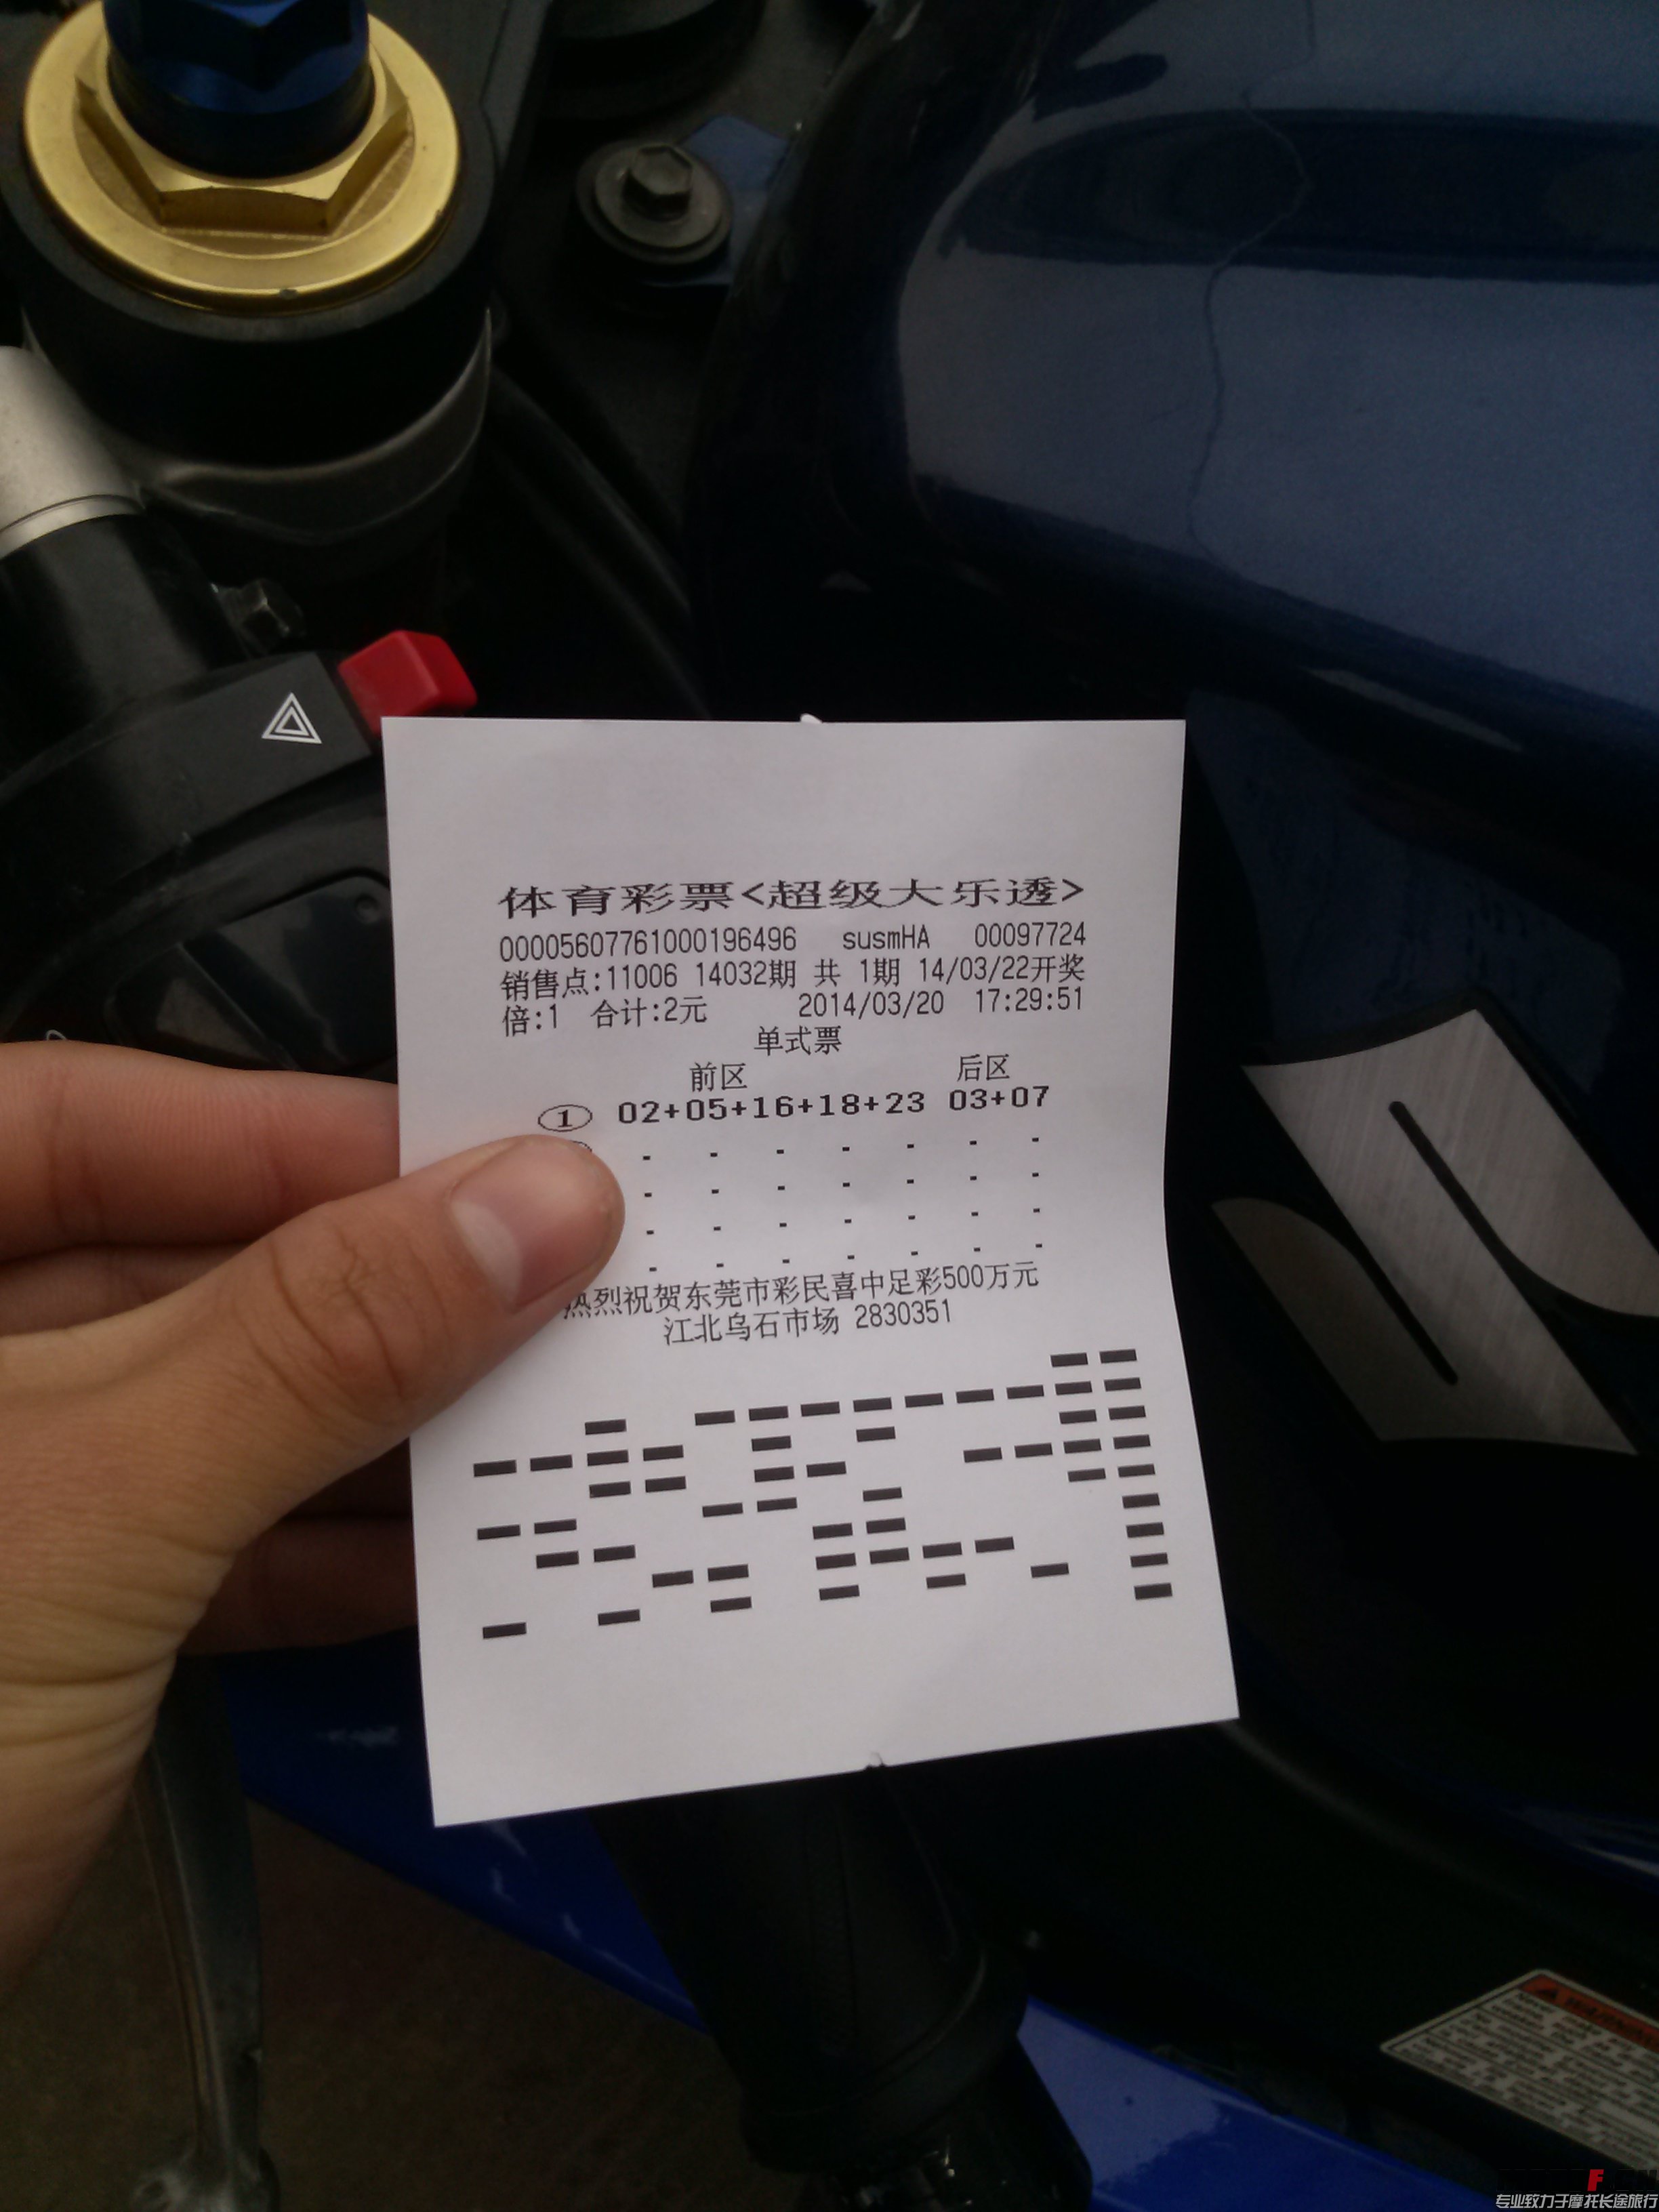 体育彩票<超级大乐透>
00005607761000196496 susmHA 00097724
销售点:11006 14032期 共 1期 14/03/22开奖
倍:1 合计:2元 2014/03/20 17:29:51
单式票
前区 后区
① 02+05+16+18+23 03+07
- - - - - - -
- - - - - - -
- - - - - - -
- - - - - - -
热烈祝贺东莞市彩民喜中足彩500万元
江北乌石市场 2830351
WARNING
专业致力于摩托长途旅行